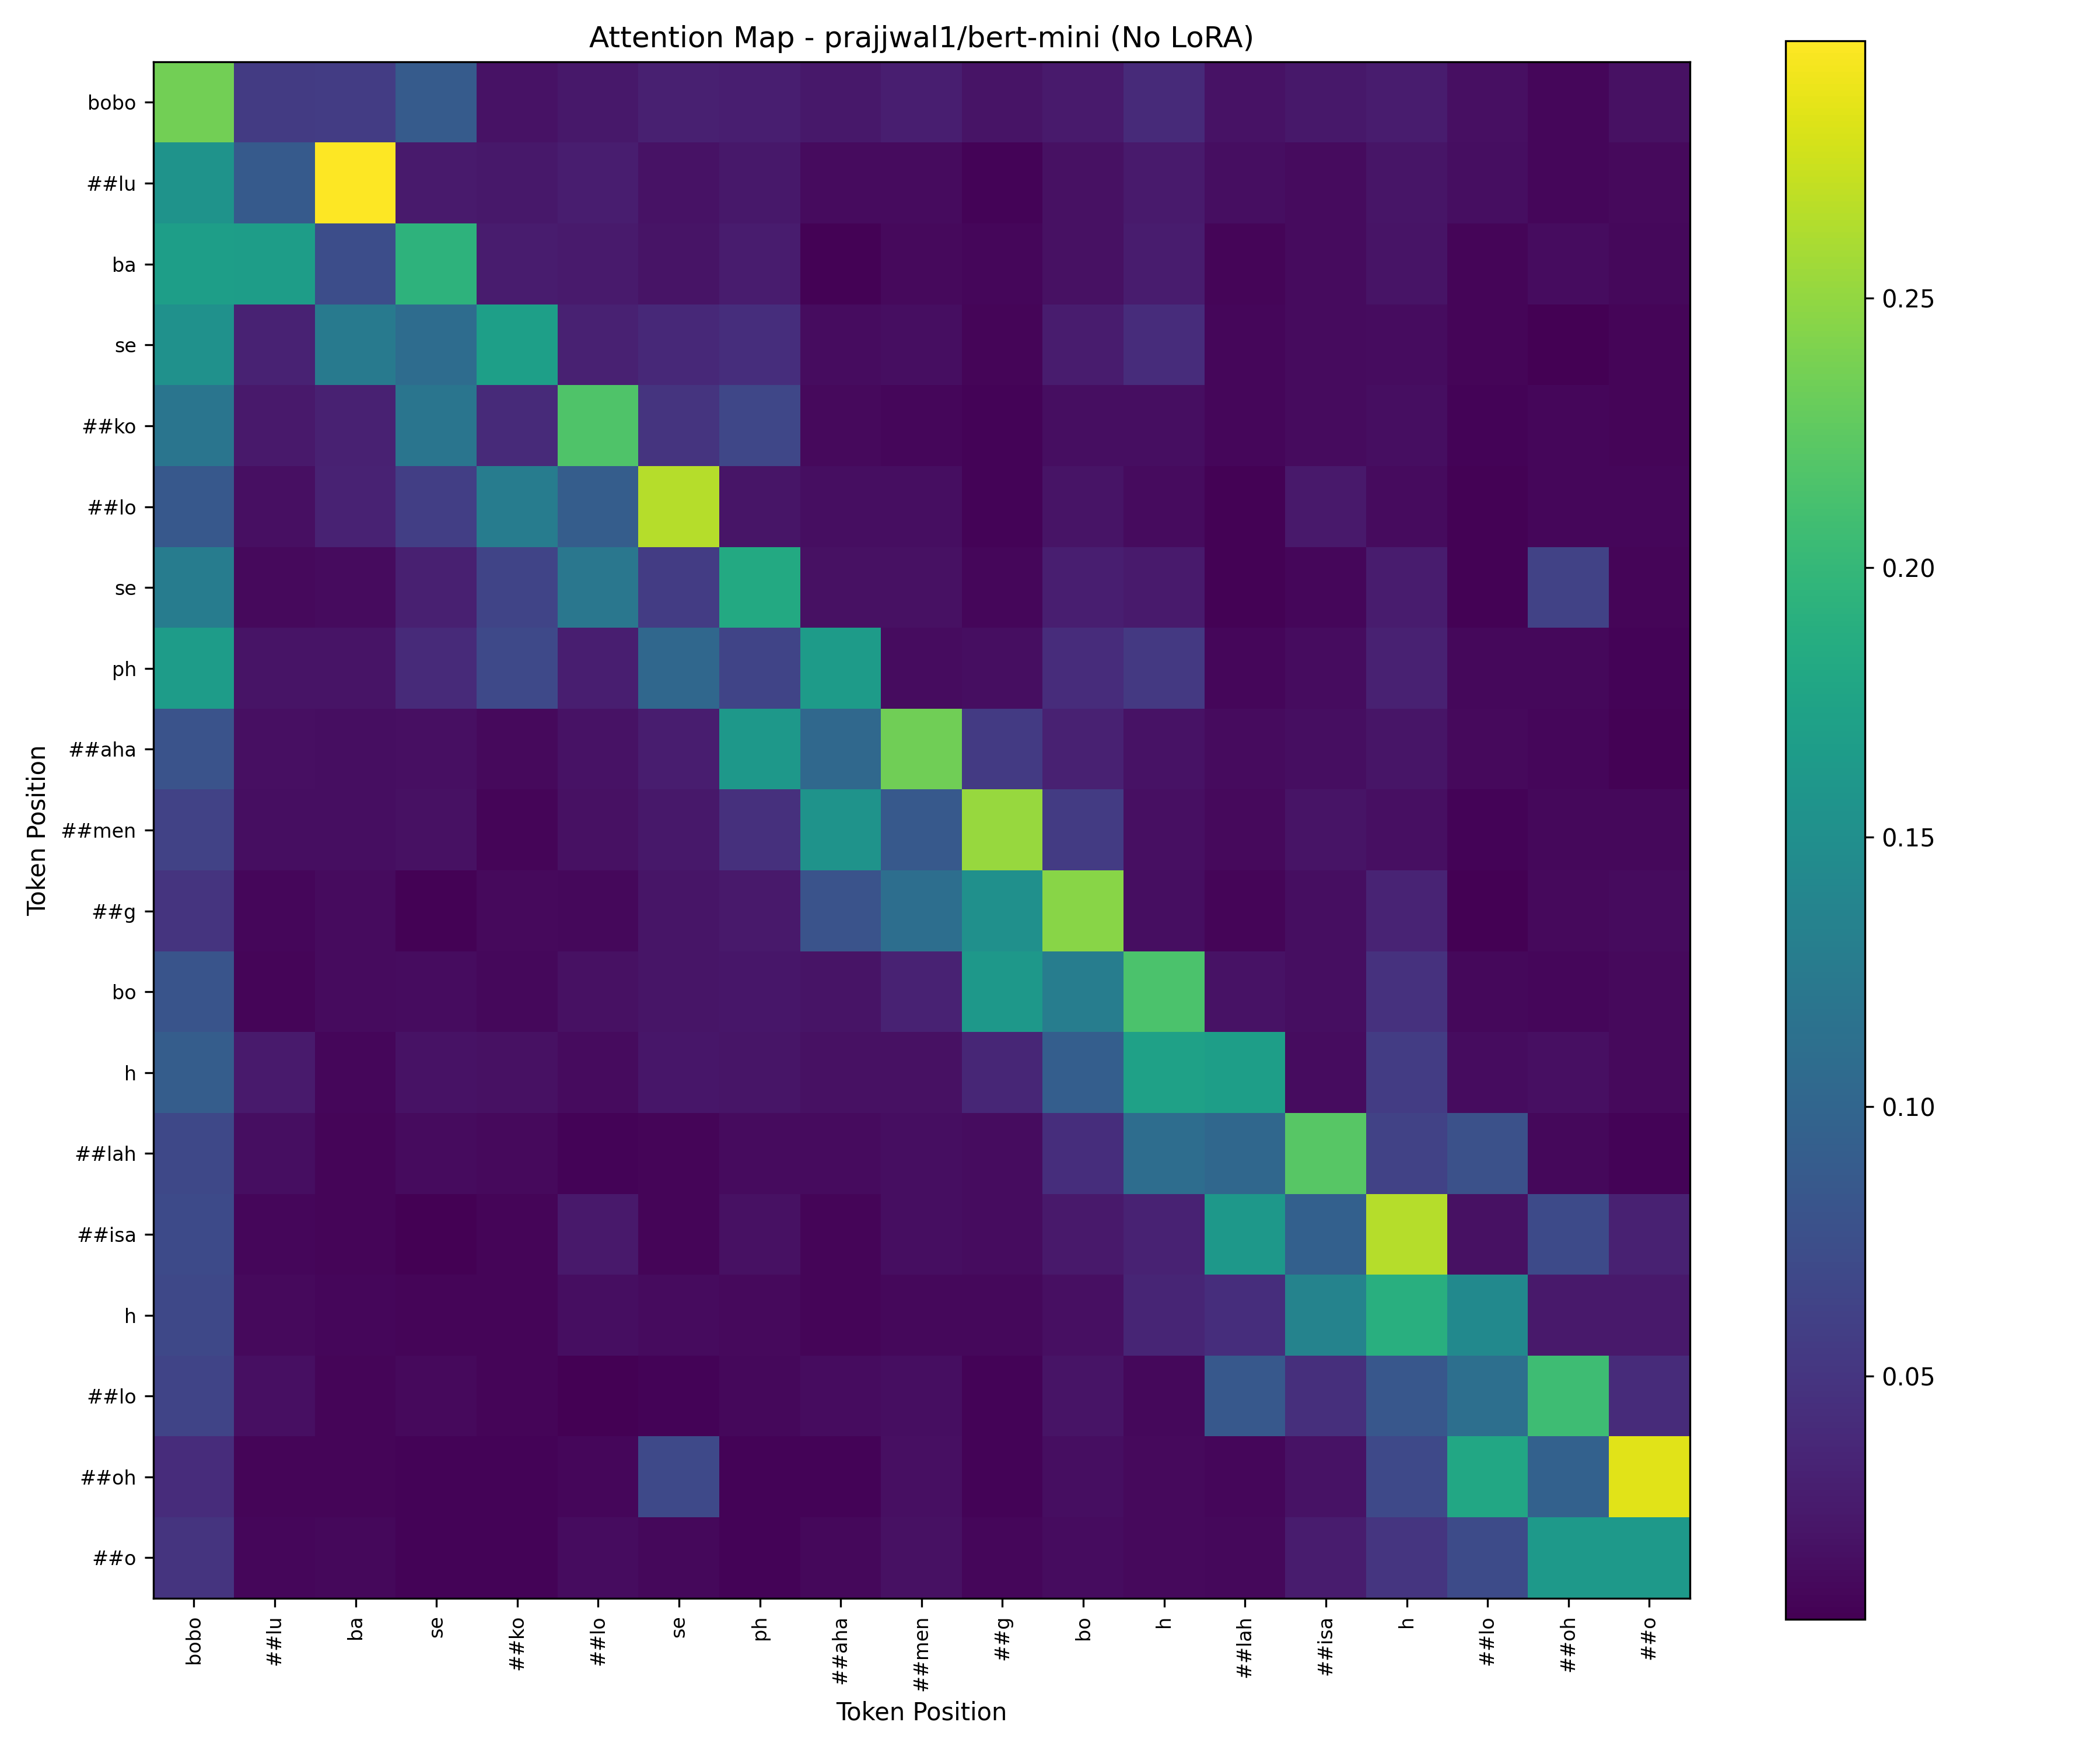 Attention Map - prajjwal1/bert-mini (No LoRA)
bobo
##lu
ba
se
##ko
##lo
se
ph
##aha
##men
##g
bo
h
##lah
##isa
h
##lo
##oh
##o
Token Position
bobo
##lu
ba
se
##ko
##lo
se
ph
##aha
##men
##g
bo
h
##lah
##isa
h
##lo
##oh
##o
Token Position
0.25
0.20
0.15
0.10
0.05